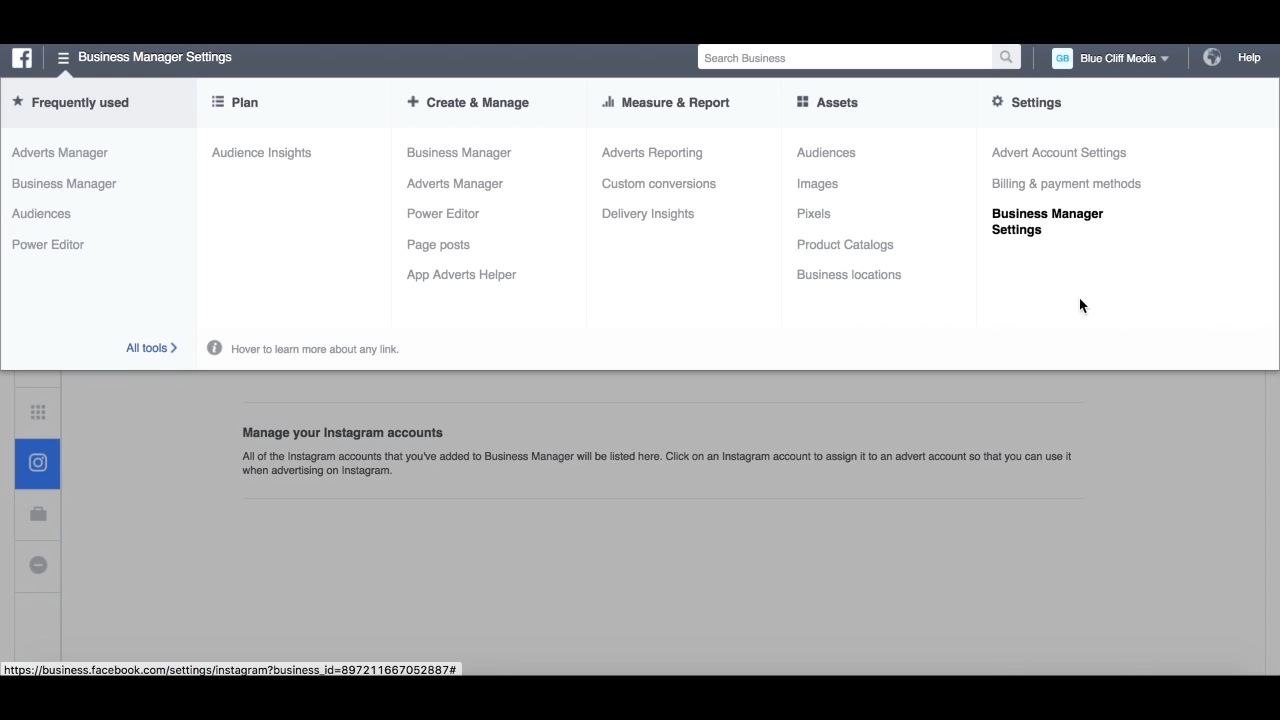 Business Manager Settings
Search Business
GB Blue Cliff Media
Help
Frequently used
Adverts Manager
Business Manager
Audiences
Power Editor
All tools
Plan
Audience Insights
Create & Manage
Business Manager
Adverts Manager
Power Editor
Page posts
App Adverts Helper
Measure & Report
Adverts Reporting
Custom conversions
Delivery Insights
Assets
Audiences
Images
Pixels
Product Catalogs
Business locations
Settings
Advert Account Settings
Billing & payment methods
Business Manager
Settings
Hover to learn more about any link.
Manage your Instagram accounts
All of the Instagram accounts that you've added to Business Manager will be listed here. Click on an Instagram account to assign it to an advert account so that you can use it
when advertising on Instagram.
https://business.facebook.com/settings/instagram?business_id=897211667052887#